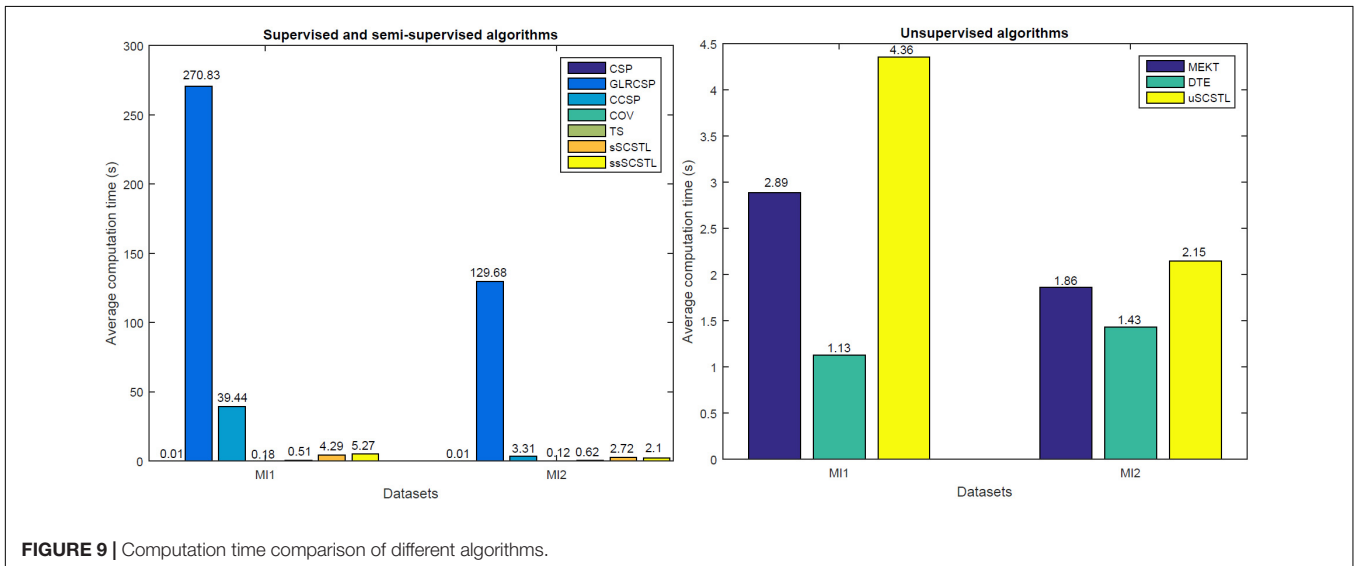 Supervised and semi-supervised algorithms
300
250
200
150
100
50
0
Average computation time (s)
270.83
39.44
0.01
0.18
0.51
4.29
5.27
129.68
0.01
3.31
0.12
0.62
2.72
2.1
CSP
GLRCSP
CCSP
COV
TS
sSCSTL
ssSCSTL
MI1
MI2
Datasets
Unsupervised algorithms
4.5
4
3.5
3
2.5
2
1.5
1
0.5
0
Average computation time (s)
2.89
1.13
4.36
1.86
1.43
2.15
MEKT
DTE
uSCSTL
MI1
MI2
Datasets
FIGURE 9 | Computation time comparison of different algorithms.